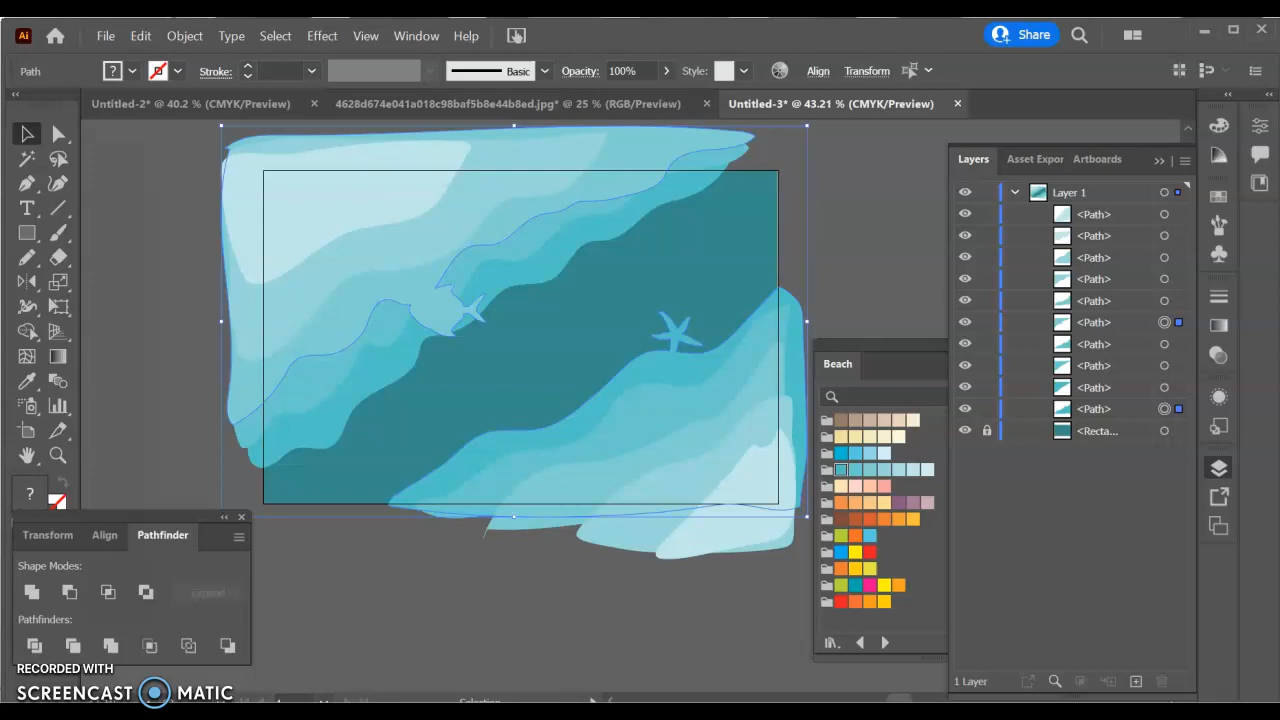 Ai File Edit Object Type Select Effect View Window Help Share
Path ? Stroke: Basic Opacity: 100% Style: Align Transform
Untitled-2* @ 40.2 % (CMYK/Preview) × 4628d674e041a018c98baf5b8e44b8ed.jpg* @ 25 % (RGB/Preview) × Untitled-3* @ 43.21 % (CMYK/Preview) ×
Layers Asset Expor Artboards
Layer 1
<Path>
<Path>
<Path>
<Path>
<Path>
<Path>
<Path>
<Path>
<Path>
<Path>
<Recta...
Beach
?
Transform Align Pathfinder
Shape Modes:
Expand
Pathfinders:
1 Layer
RECORDED WITH
SCREENCAST MATIC